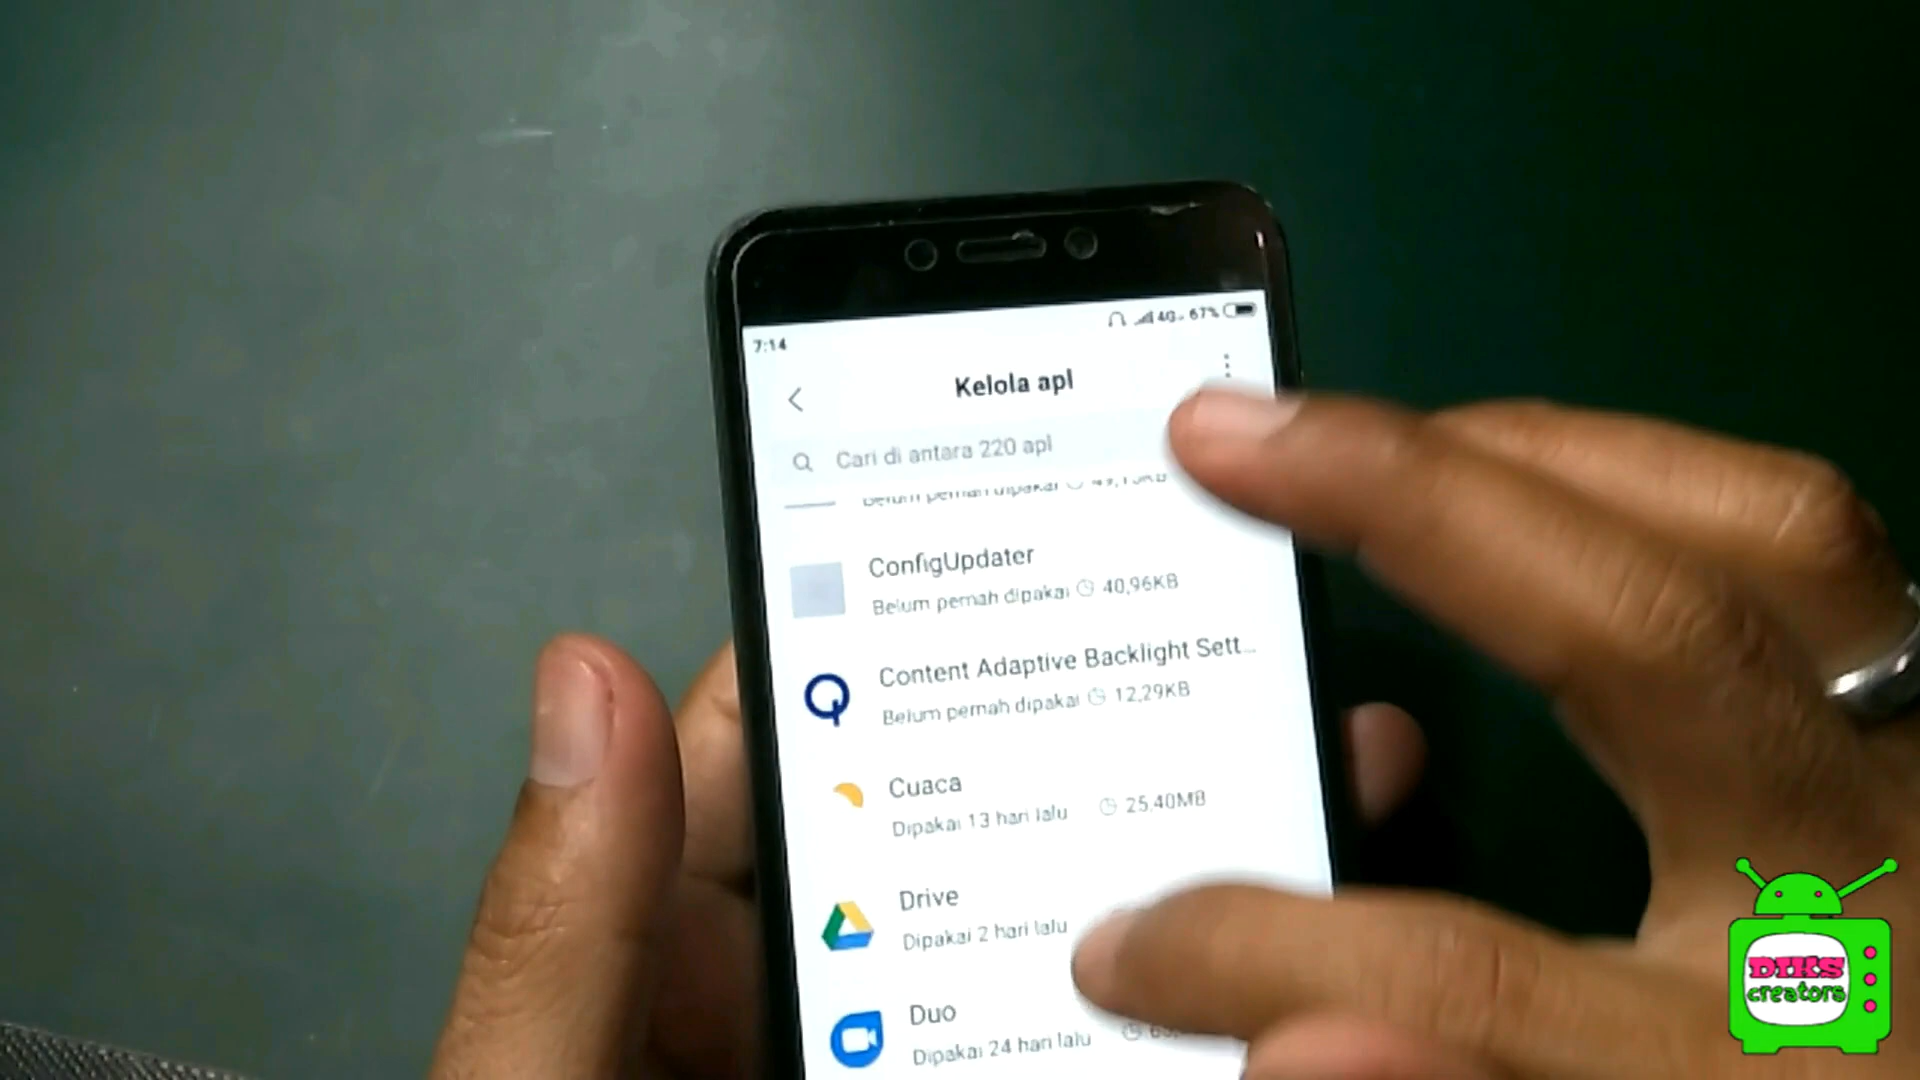 7:14
4G 67%
Kelola apl
Cari di antara 220 apl
Belum pernah dipakai
ConfigUpdater
Belum pernah dipakai 40,96KB
Content Adaptive Backlight Sett...
Belum pernah dipakai 12,29KB
Cuaca
Dipakai 13 hari lalu 25,40MB
Drive
Dipakai 2 hari lalu
Duo
Dipakai 24 hari lalu
DIKS
creators